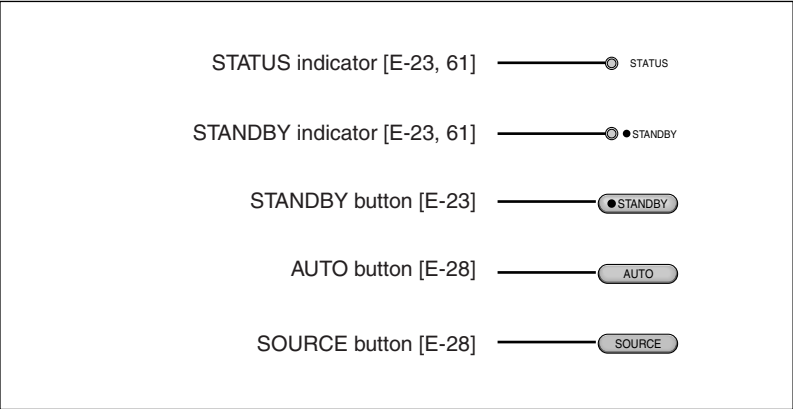 STATUS indicator [E-23, 61] STATUS
STANDBY indicator [E-23, 61] ●STANDBY
STANDBY button [E-23] ●STANDBY
AUTO button [E-28] AUTO
SOURCE button [E-28] SOURCE